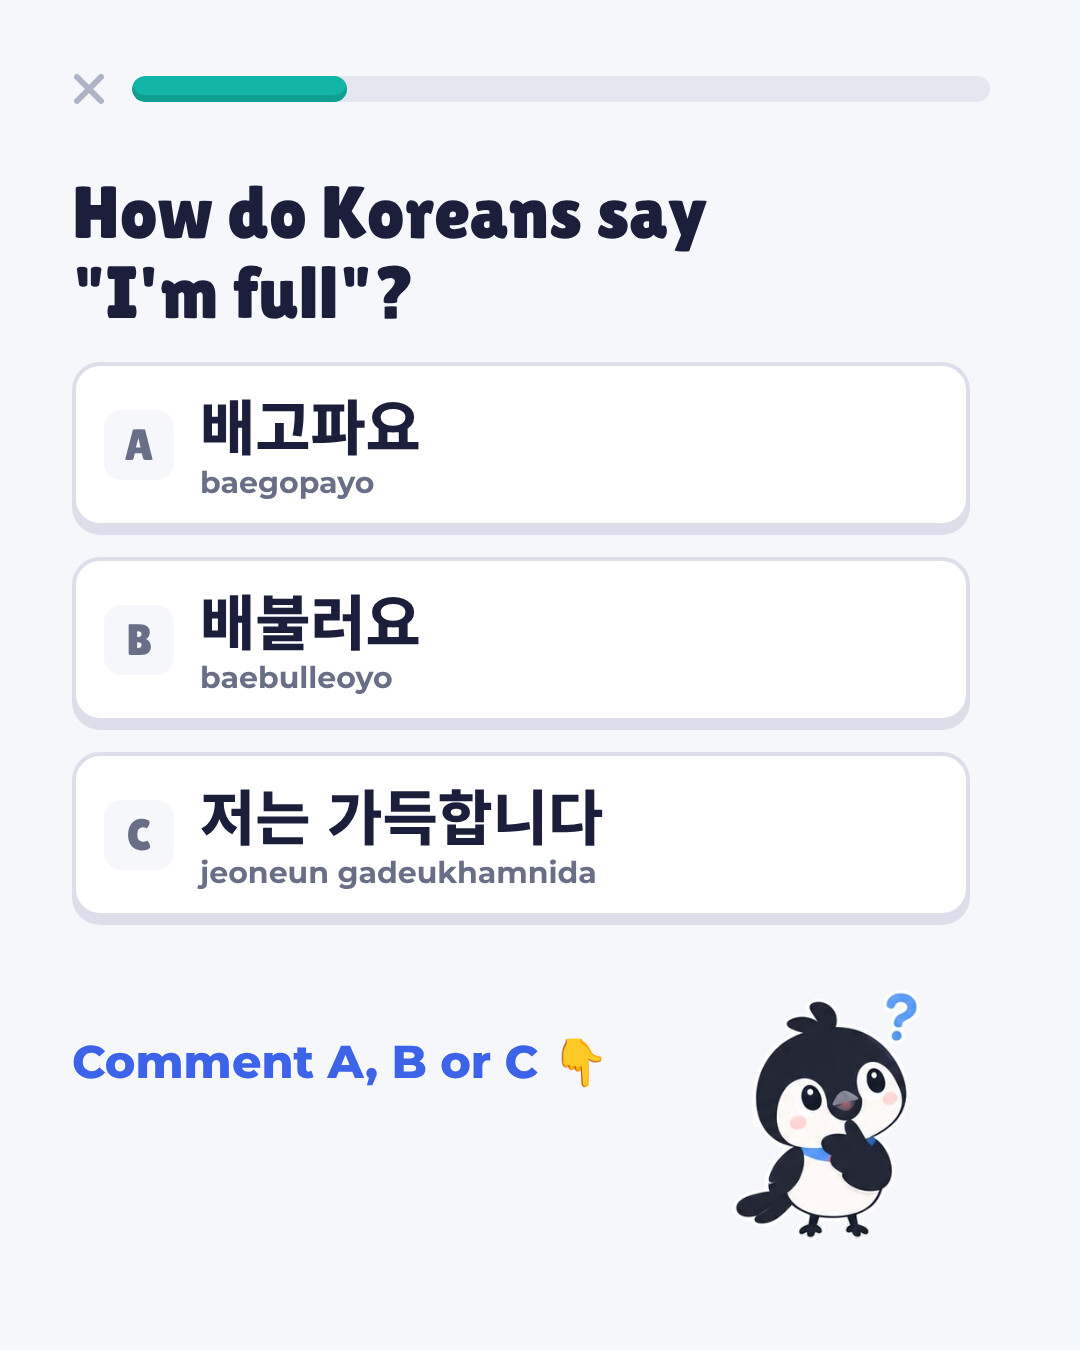 How do Koreans say
"I'm full"?
A
배고파요
baegopayo
B
배불러요
baebulleoyo
C
저는 가득합니다
jeoneun gadeukhamnida
?
Comment A, B or C 👇